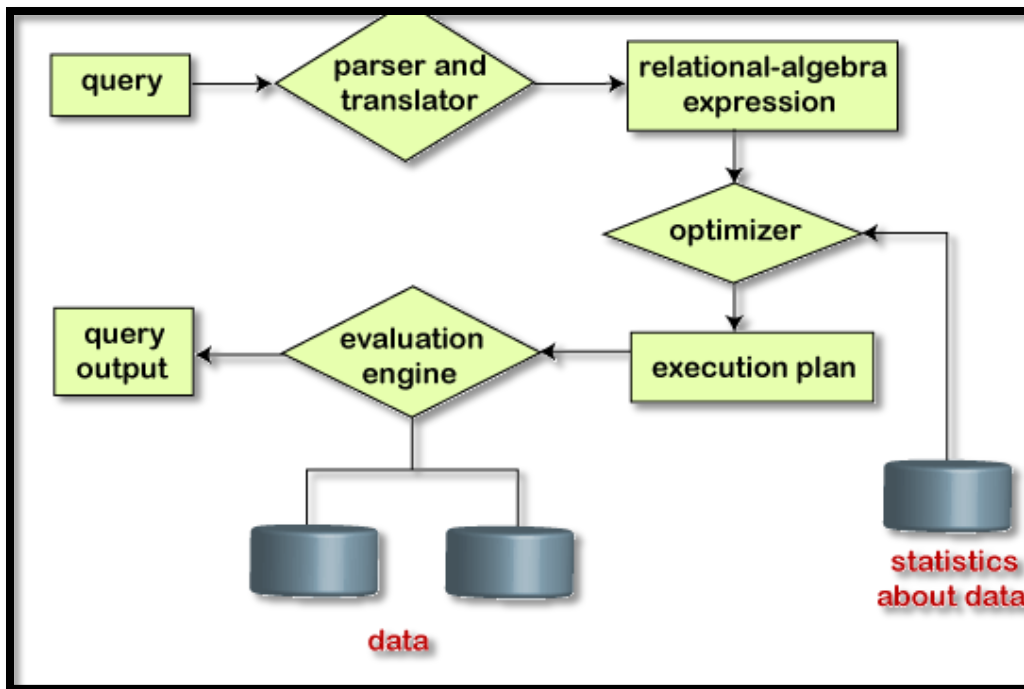 query
parser and
translator
relational-algebra
expression
optimizer
query
output
evaluation
engine
execution plan
statistics
about data
data